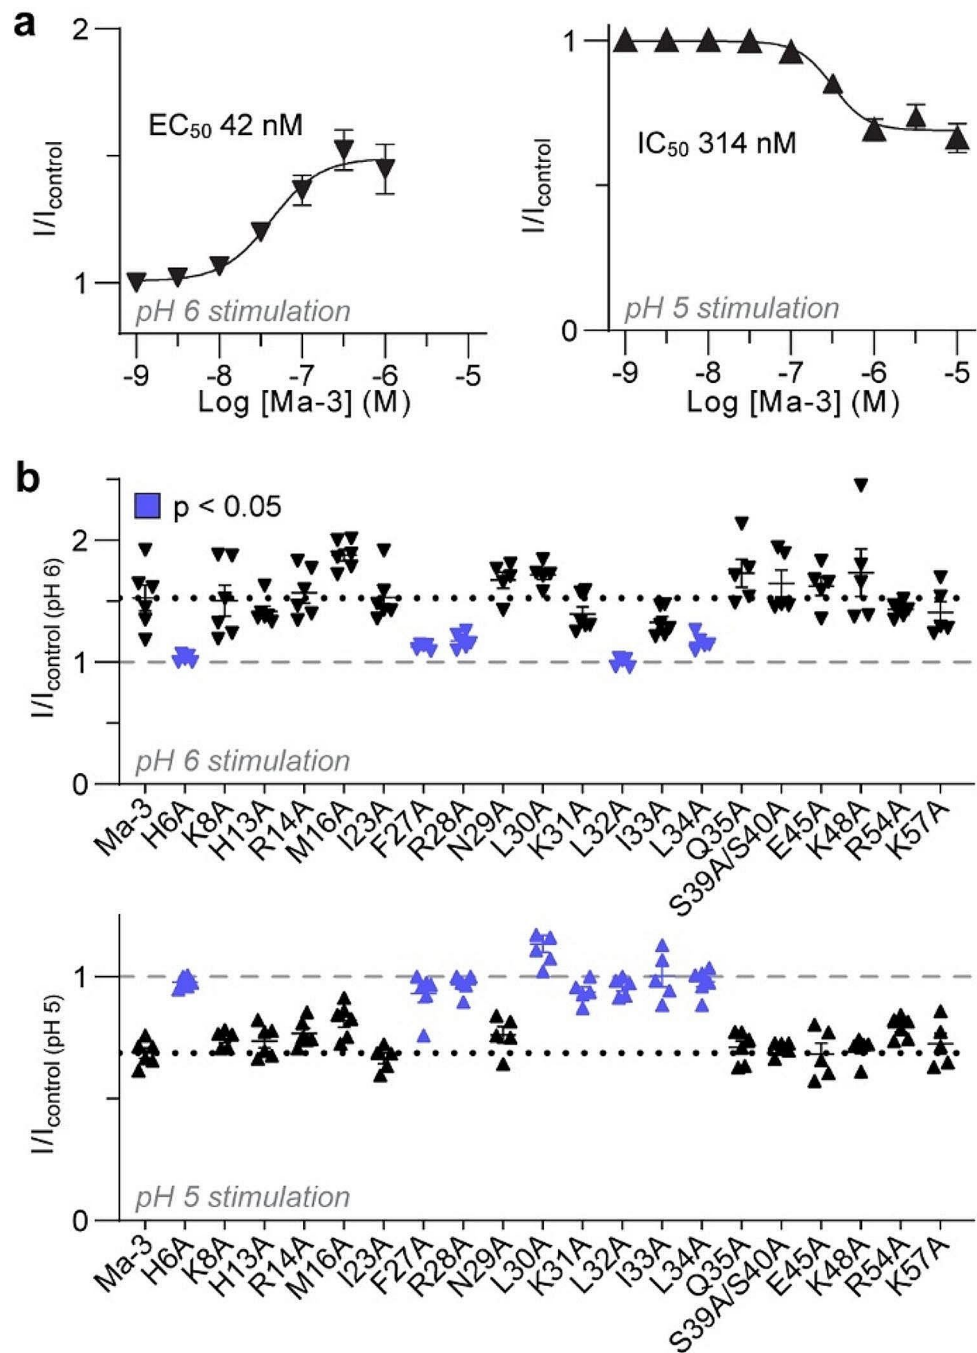 a
2
EC₅₀ 42 nM
I/Icontrol
1
pH 6 stimulation
-9 -8 -7 -6 -5
Log [Ma-3] (M)
1
IC₅₀ 314 nM
I/Icontrol
0
pH 5 stimulation
-9 -8 -7 -6 -5
Log [Ma-3] (M)
b
p < 0.05
2
1
0
I/Icontrol (pH 6)
pH 6 stimulation
Ma-3 H6A K8A H13A R14A M16A I23A F27A R28A N29A L30A K31A L32A I33A L34A Q35A S39A/S40A E45A K48A R54A K57A
1
0
I/Icontrol (pH 5)
pH 5 stimulation
Ma-3 H6A K8A H13A R14A M16A I23A F27A R28A N29A L30A K31A L32A I33A L34A Q35A S39A/S40A E45A K48A R54A K57A